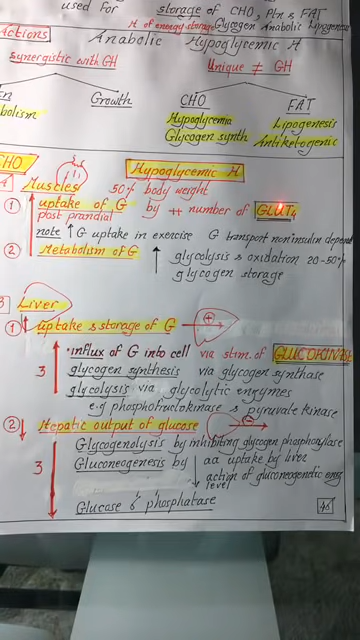 used for storage of CHO, Ptn & FAT
H of energy storage Glycogen Anabolic Lipogenesis
Actions Anabolic Hypoglycemic H
synergistic with GH Unique ≠ GH
Growth CHO FAT
bolism Hypoglycemia Lipogenesis
Glycogen synth Antiketogenic
CHO Hypoglycemic H
Muscles 50% body weight
① uptake of G by ++ number of GLUT4
post prandial
note ↑G uptake in exercise G transport noninsulin depend
② Metabolism of G ↑ glycolysis & oxidation 20-50%
glycogen storage
Liver
① uptake & storage of G +
• influx of G into cell via stim. of GLUCOKINASE
3 glycogen synthesis via glycogen synthase
glycolysis via glycolytic enzymes
e.g phosphofructokinase & pyruvate kinase
② ↓ Hepatic output of glucose
Glycogenolysis by inhibiting glycogen phosphorylase
3 Gluconeogenesis by ↓ aa uptake by liver
↓ action of gluconeogenetic enz
level
Glucose 6 phosphatase